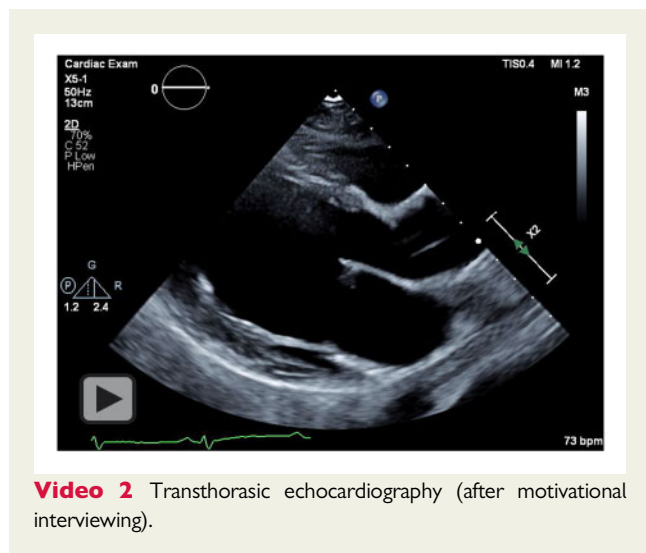 Cardiac Exam
X5-1
50Hz
13cm
2D
70%
C 52
P Low
HPen
TIS0.4 MI 1.2
M3
0
P
X2
G
P R
1.2 2.4
73 bpm
Video 2 Transthorasic echocardiography (after motivational
interviewing).